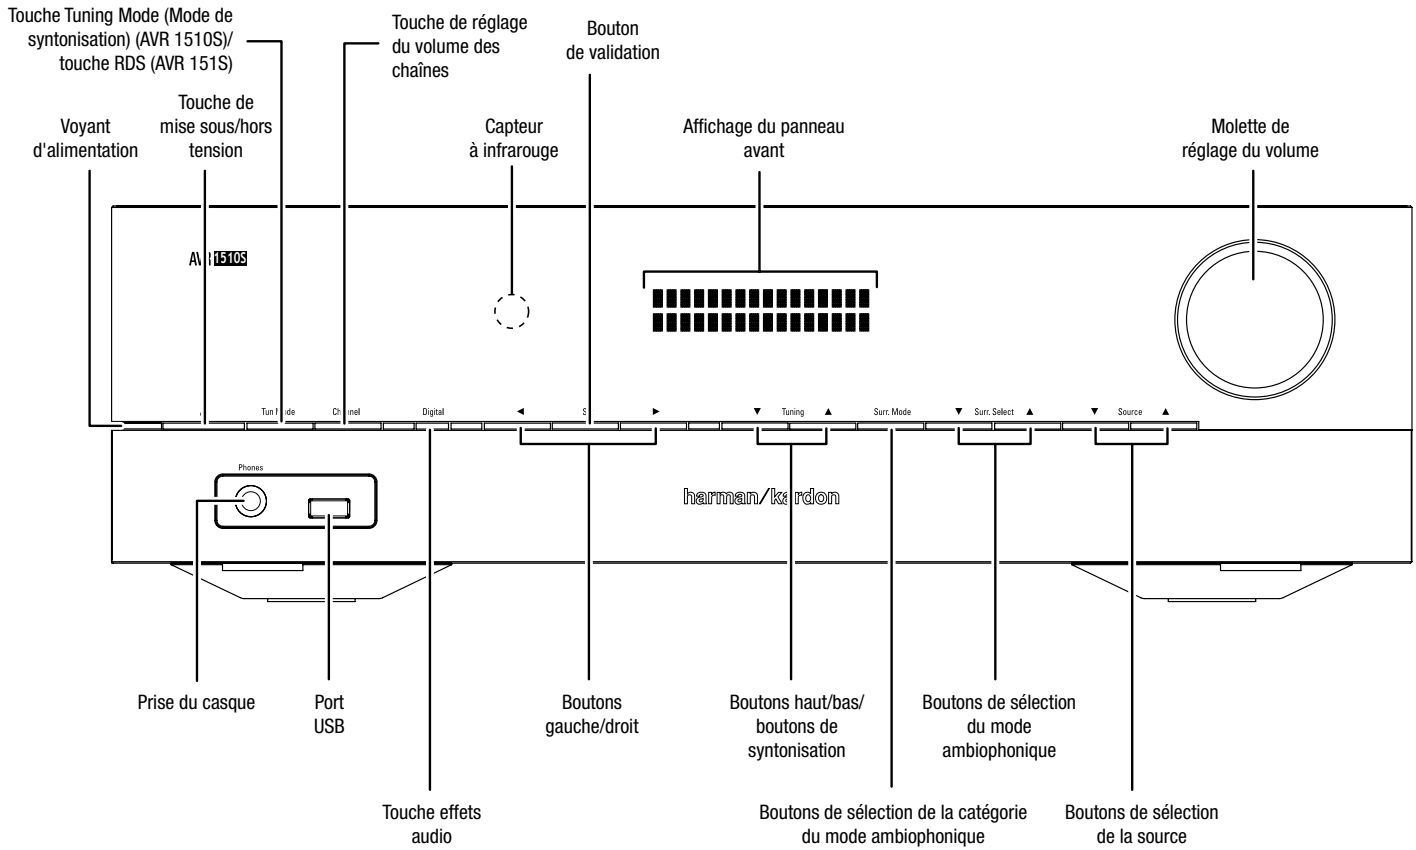 Touche Tuning Mode (Mode de
syntonisation) (AVR 1510S)/
touche RDS (AVR 151S)
Touche de réglage
du volume des
chaînes
Bouton
de validation
Voyant
d'alimentation
Touche de
mise sous/hors
tension
Capteur
à infrarouge
Affichage du panneau
avant
Molette de
réglage du volume
1510S
Digital
Tuning
Surr. Mode
Surr. Select
Source
Phones
harman/kardon
Prise du casque
Port
USB
Boutons
gauche/droit
Boutons haut/bas/
boutons de
syntonisation
Boutons de sélection
du mode
ambiophonique
Touche effets
audio
Boutons de sélection de la catégorie
du mode ambiophonique
Boutons de sélection
de la source